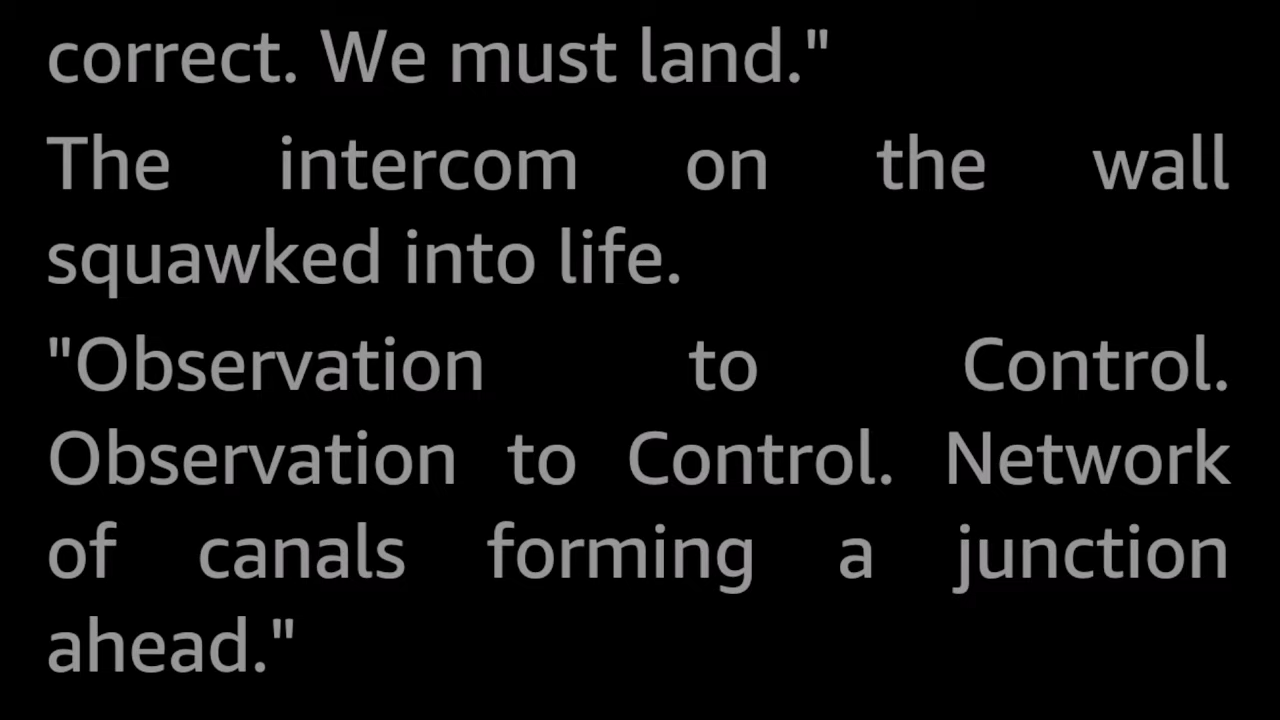 correct. We must land."
The intercom on the wall
squawked into life.
"Observation to Control.
Observation to Control. Network
of canals forming a junction
ahead."